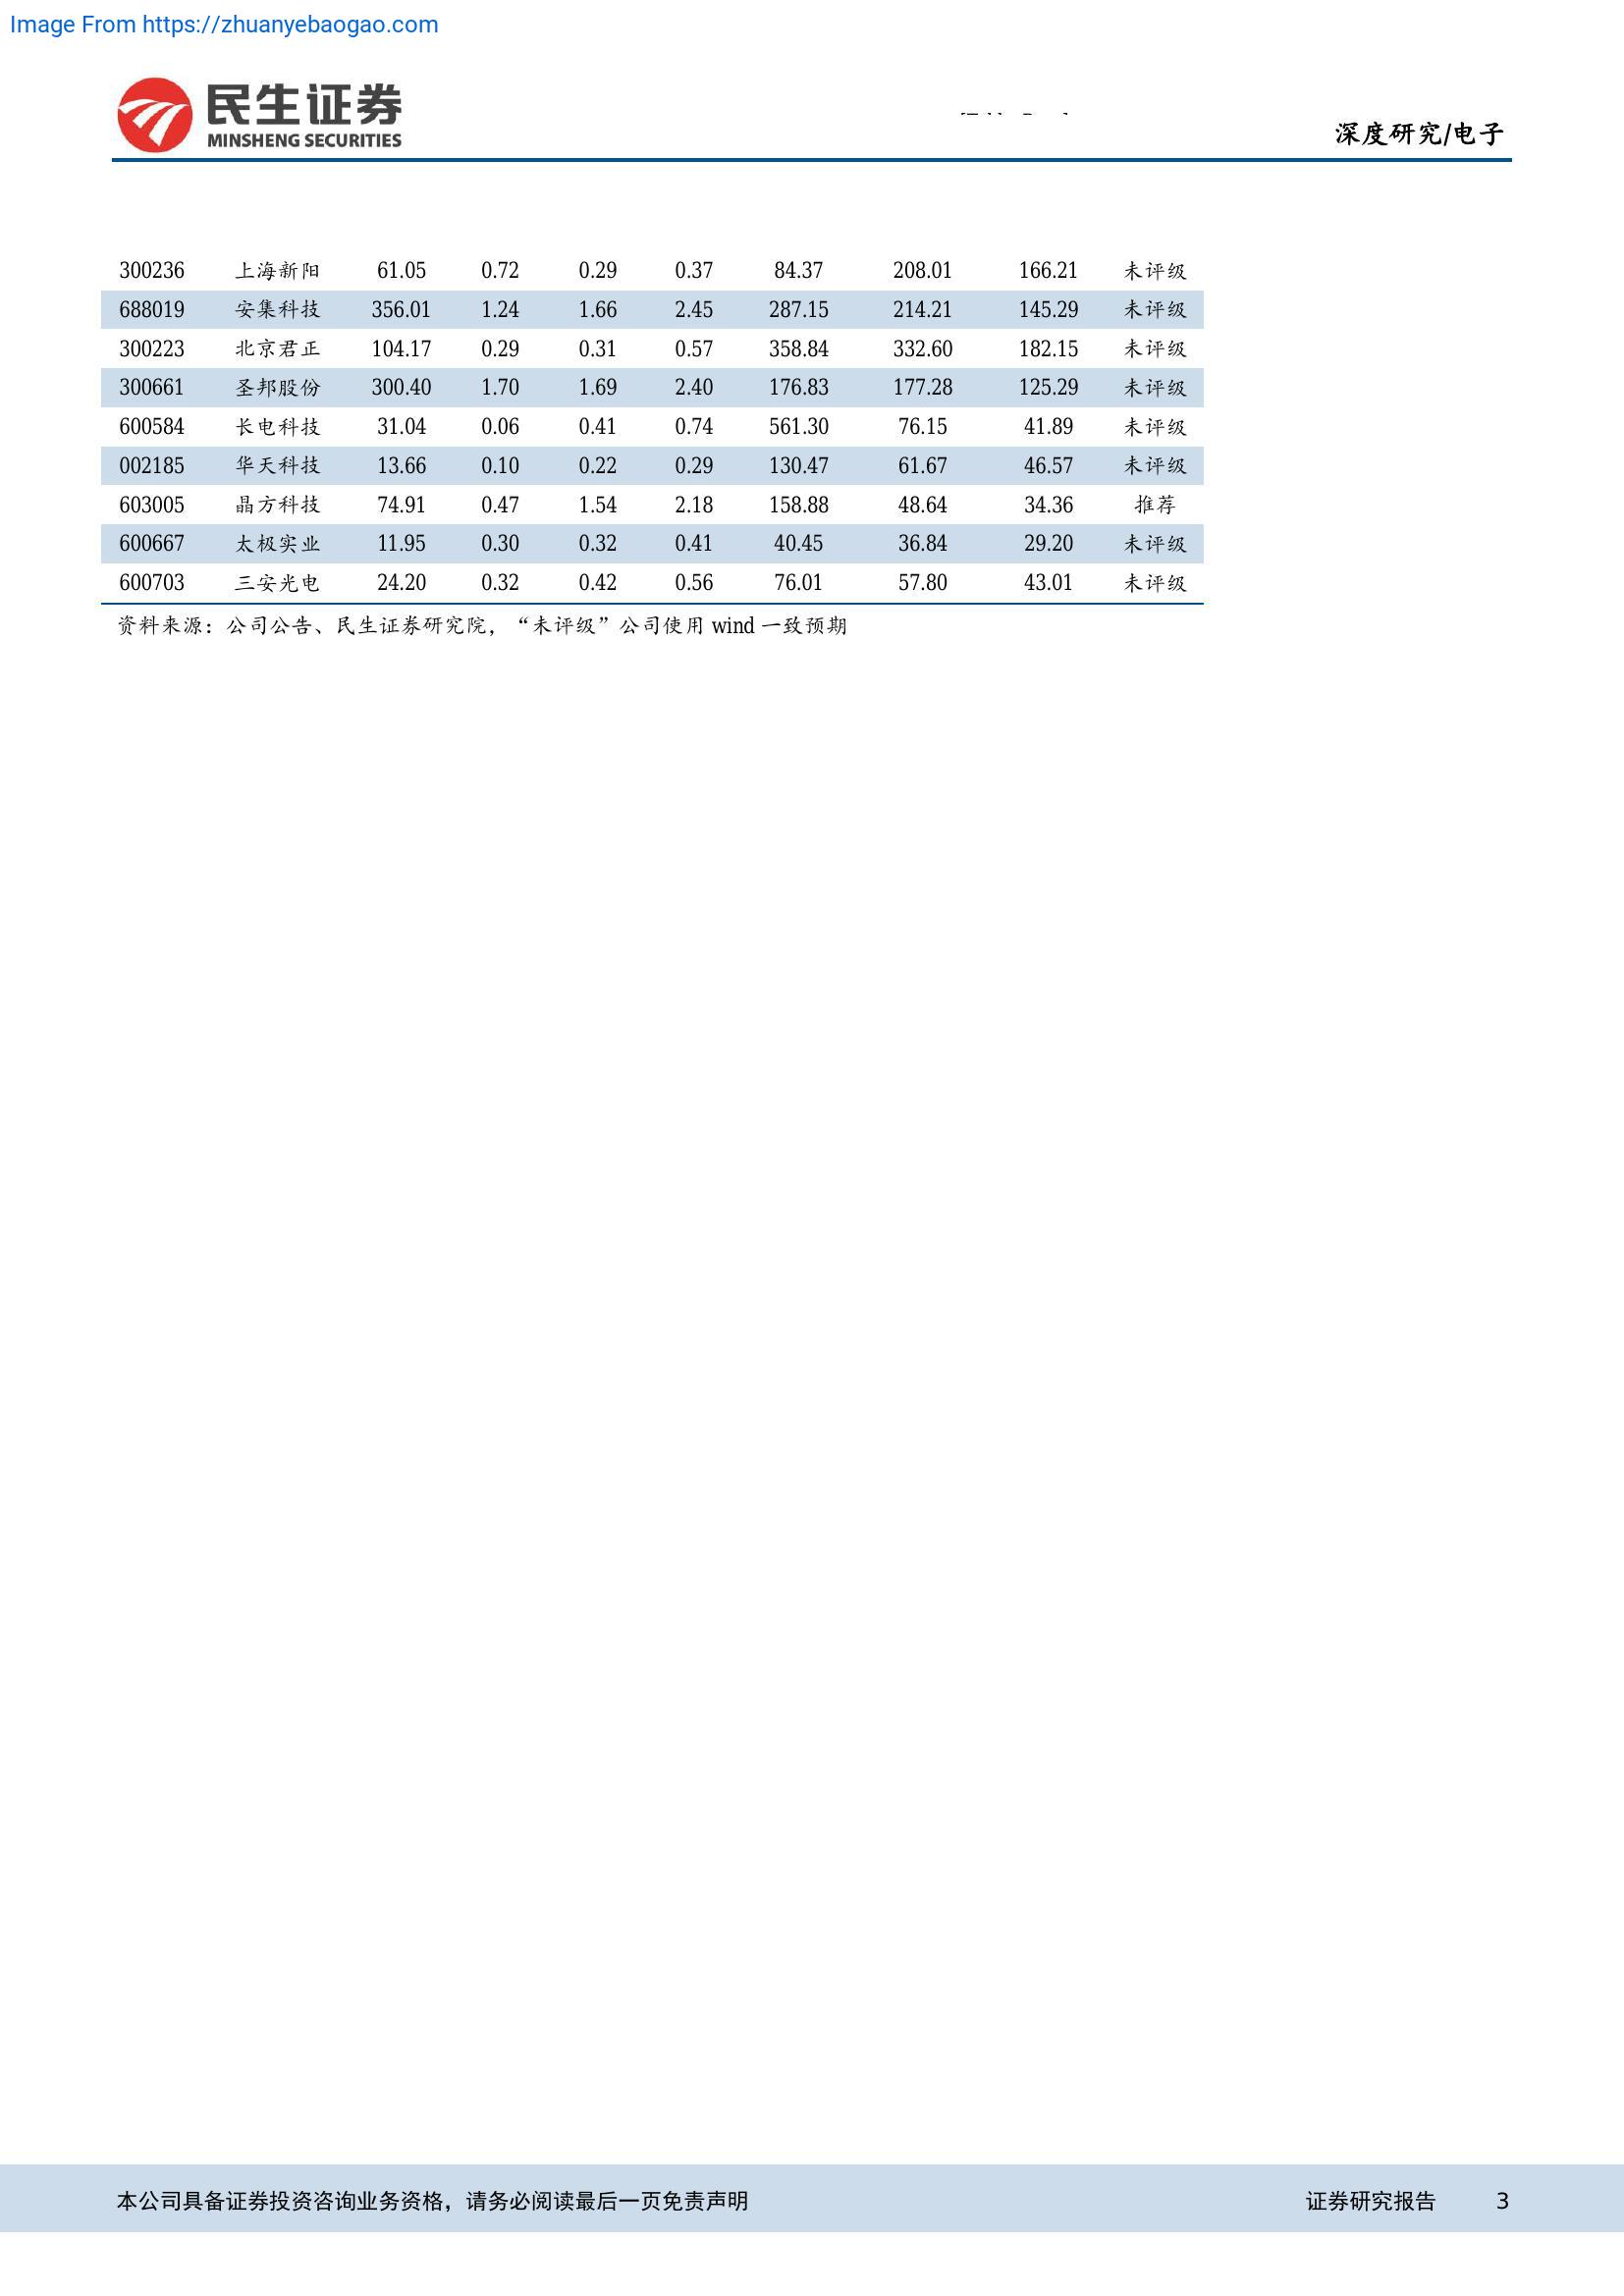 Image From https://zhuanyebaogao.com
民生证券
MINSHENG SECURITIES
深度研究/电子
300236 上海新阳 61.05 0.72 0.29 0.37 84.37 208.01 166.21 未评级
688019 安集科技 356.01 1.24 1.66 2.45 287.15 214.21 145.29 未评级
300223 北京君正 104.17 0.29 0.31 0.57 358.84 332.60 182.15 未评级
300661 圣邦股份 300.40 1.70 1.69 2.40 176.83 177.28 125.29 未评级
600584 长电科技 31.04 0.06 0.41 0.74 561.30 76.15 41.89 未评级
002185 华天科技 13.66 0.10 0.22 0.29 130.47 61.67 46.57 未评级
603005 晶方科技 74.91 0.47 1.54 2.18 158.88 48.64 34.36 推荐
600667 太极实业 11.95 0.30 0.32 0.41 40.45 36.84 29.20 未评级
600703 三安光电 24.20 0.32 0.42 0.56 76.01 57.80 43.01 未评级
资料来源：公司公告、民生证券研究院，“未评级”公司使用 wind 一致预期
本公司具备证券投资咨询业务资格，请务必阅读最后一页免责声明 证券研究报告 3